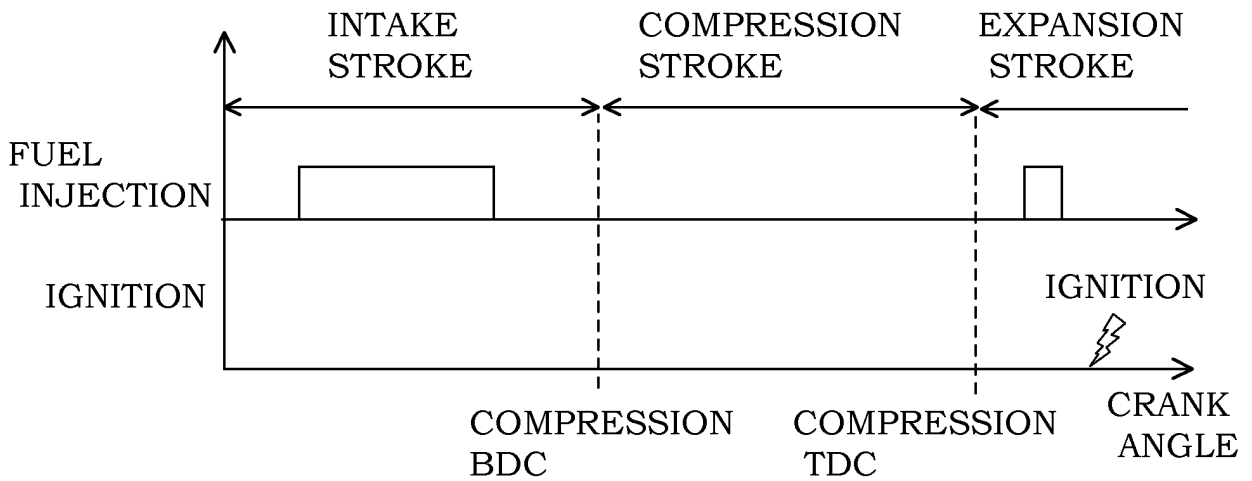 INTAKE
STROKE
COMPRESSION
STROKE
EXPANSION
STROKE
FUEL
INJECTION
IGNITION
IGNITION
COMPRESSION
BDC
COMPRESSION
TDC
CRANK
ANGLE